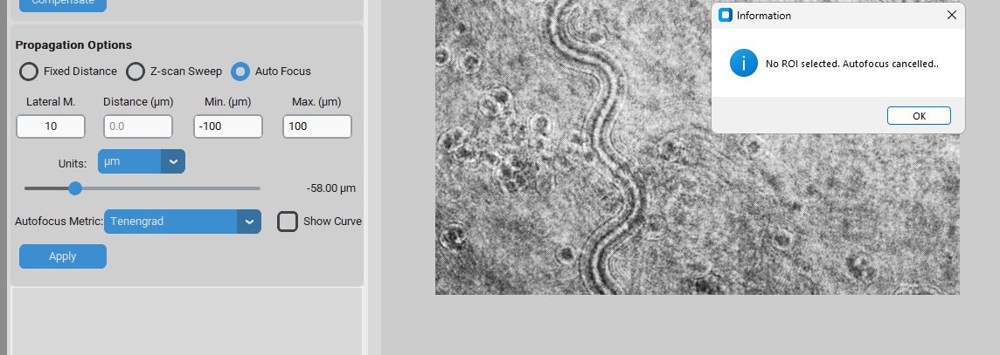 Compensate
Propagation Options
Fixed Distance Z-scan Sweep Auto Focus
Lateral M. Distance (µm) Min. (µm) Max. (µm)
10 0.0 -100 100
Units: µm
-58.00 µm
Autofocus Metric: Tenengrad Show Curve
Apply
Information
No ROI selected. Autofocus cancelled..
OK